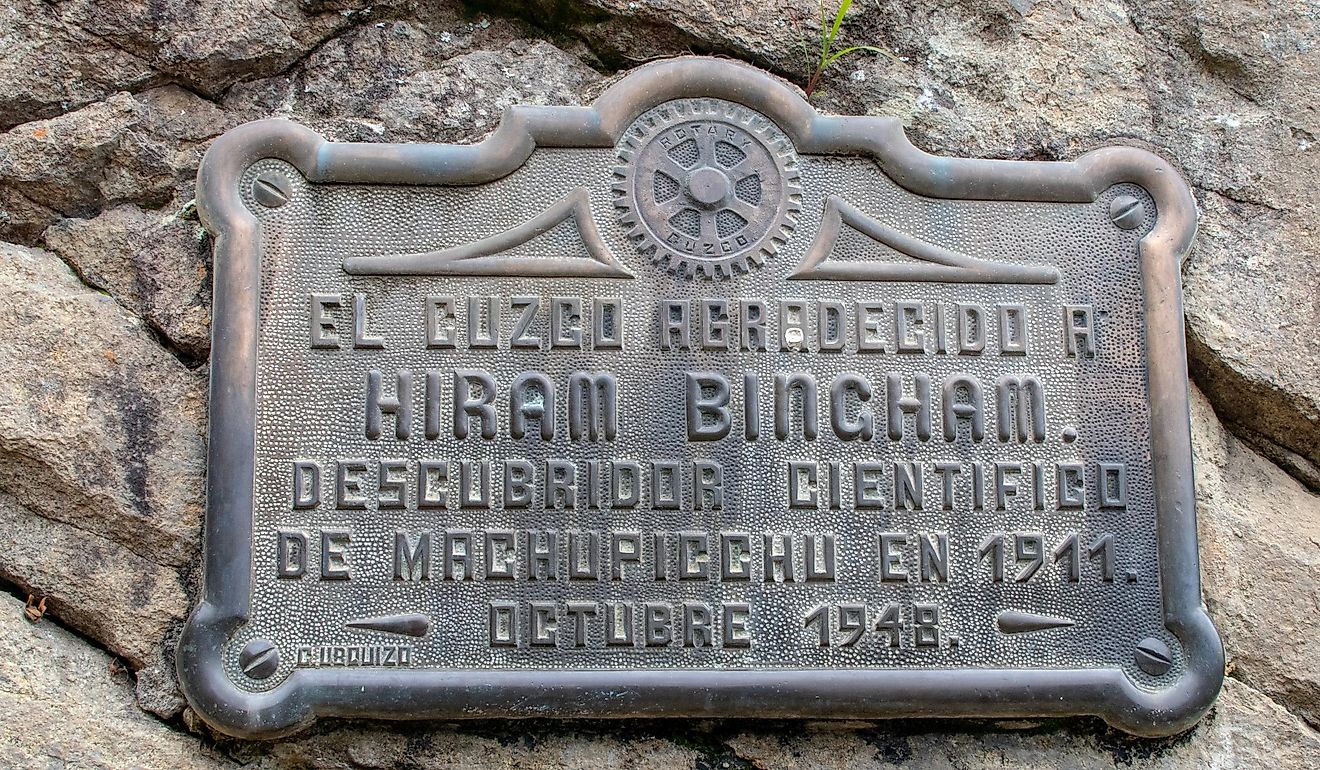 ROTARY
CUZCO
EL CUZCO AGRADECIDO A
HIRAM BINGHAM.
DESCUBRIDOR CIENTIFICO
DE MACHUPICCHU EN 1911.
OCTUBRE 1948.
C. URQUIZO